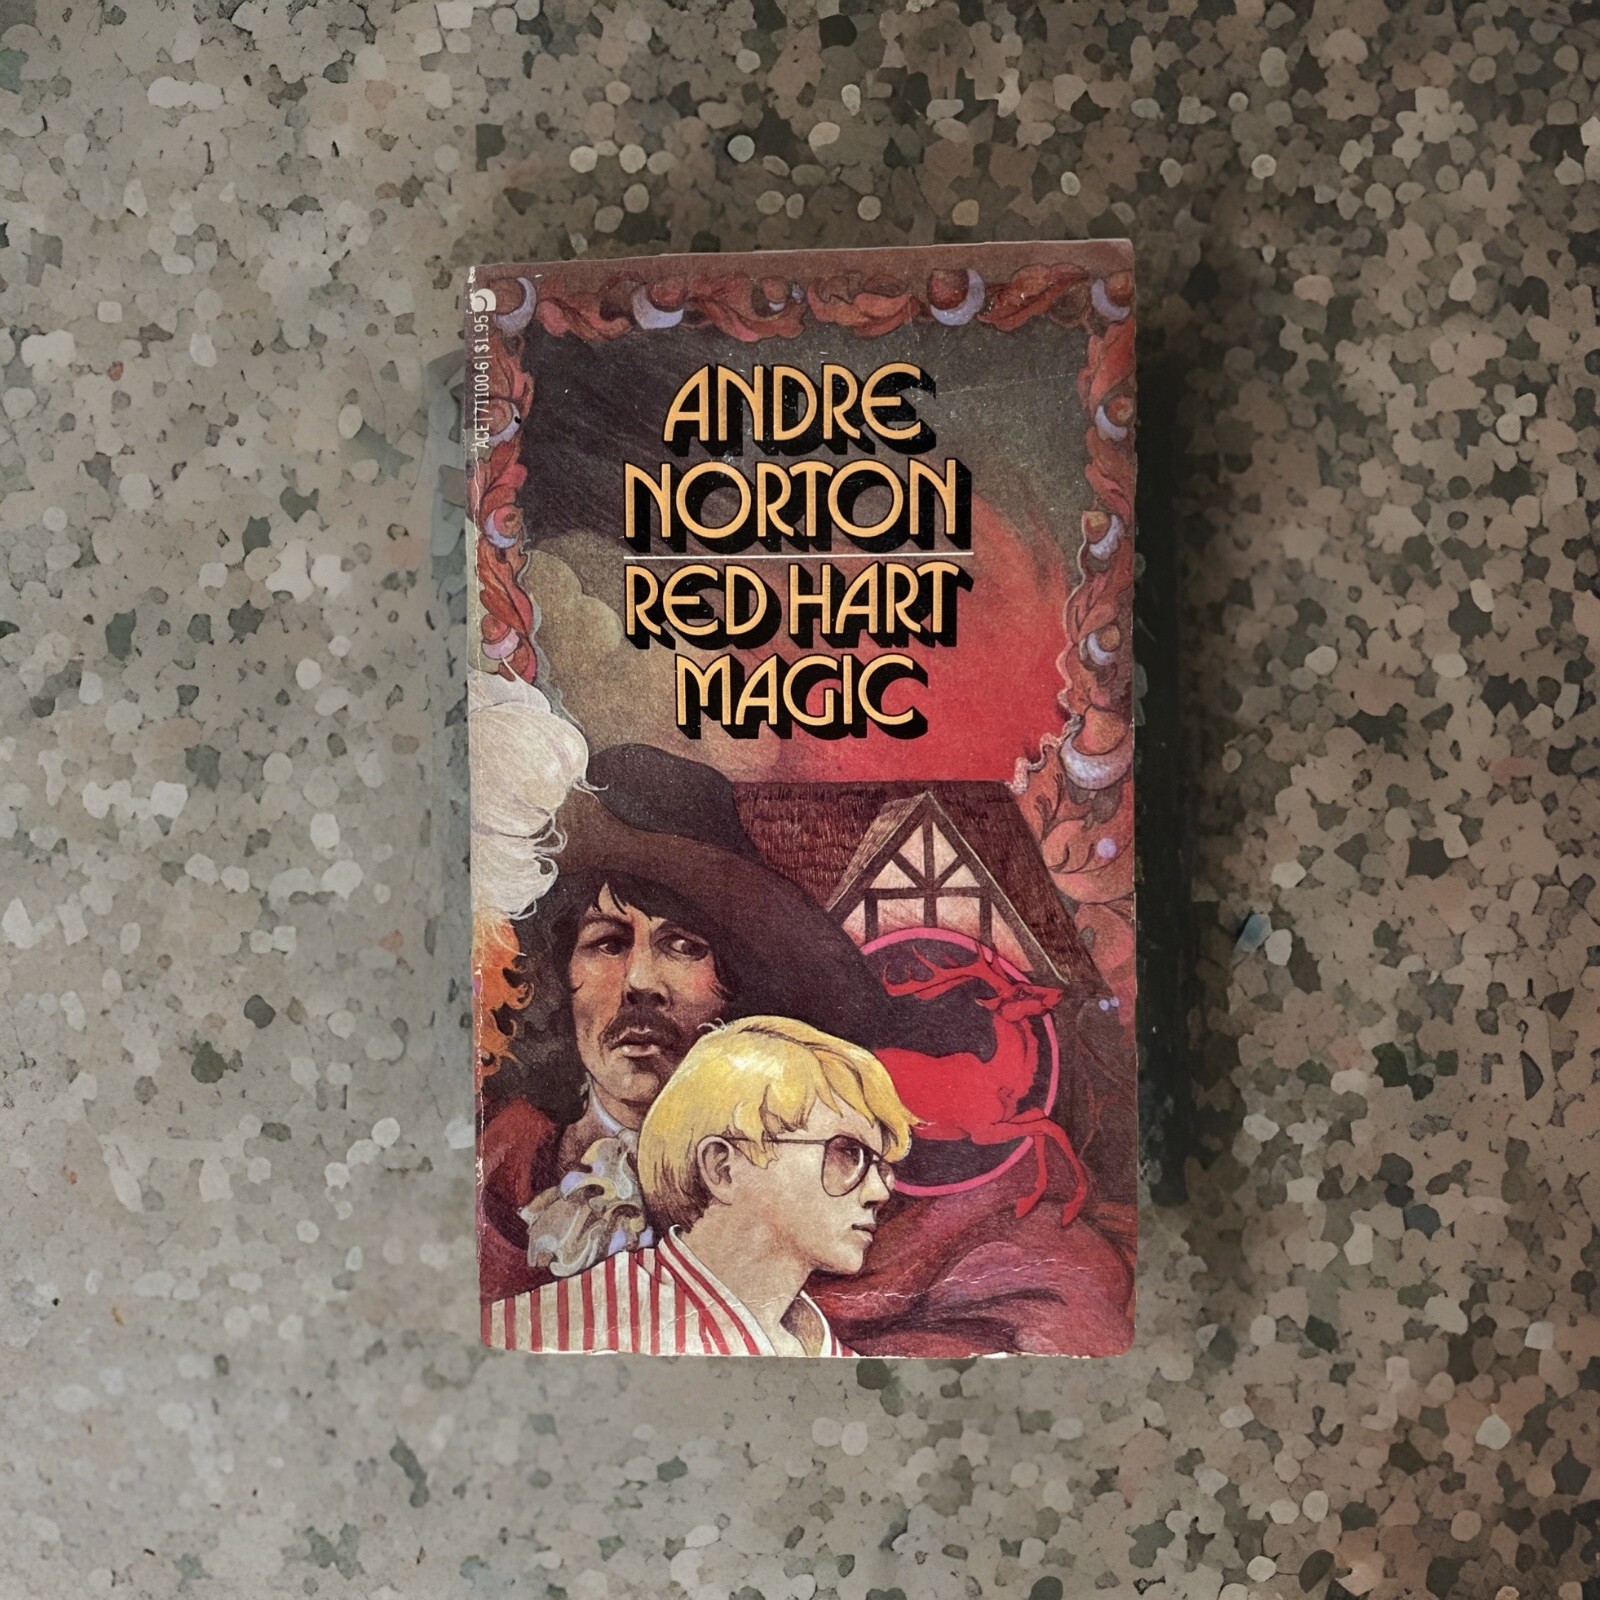 ACE | 71100-6 | $1.95
ANDRE
NORTON
RED HART
MAGIC